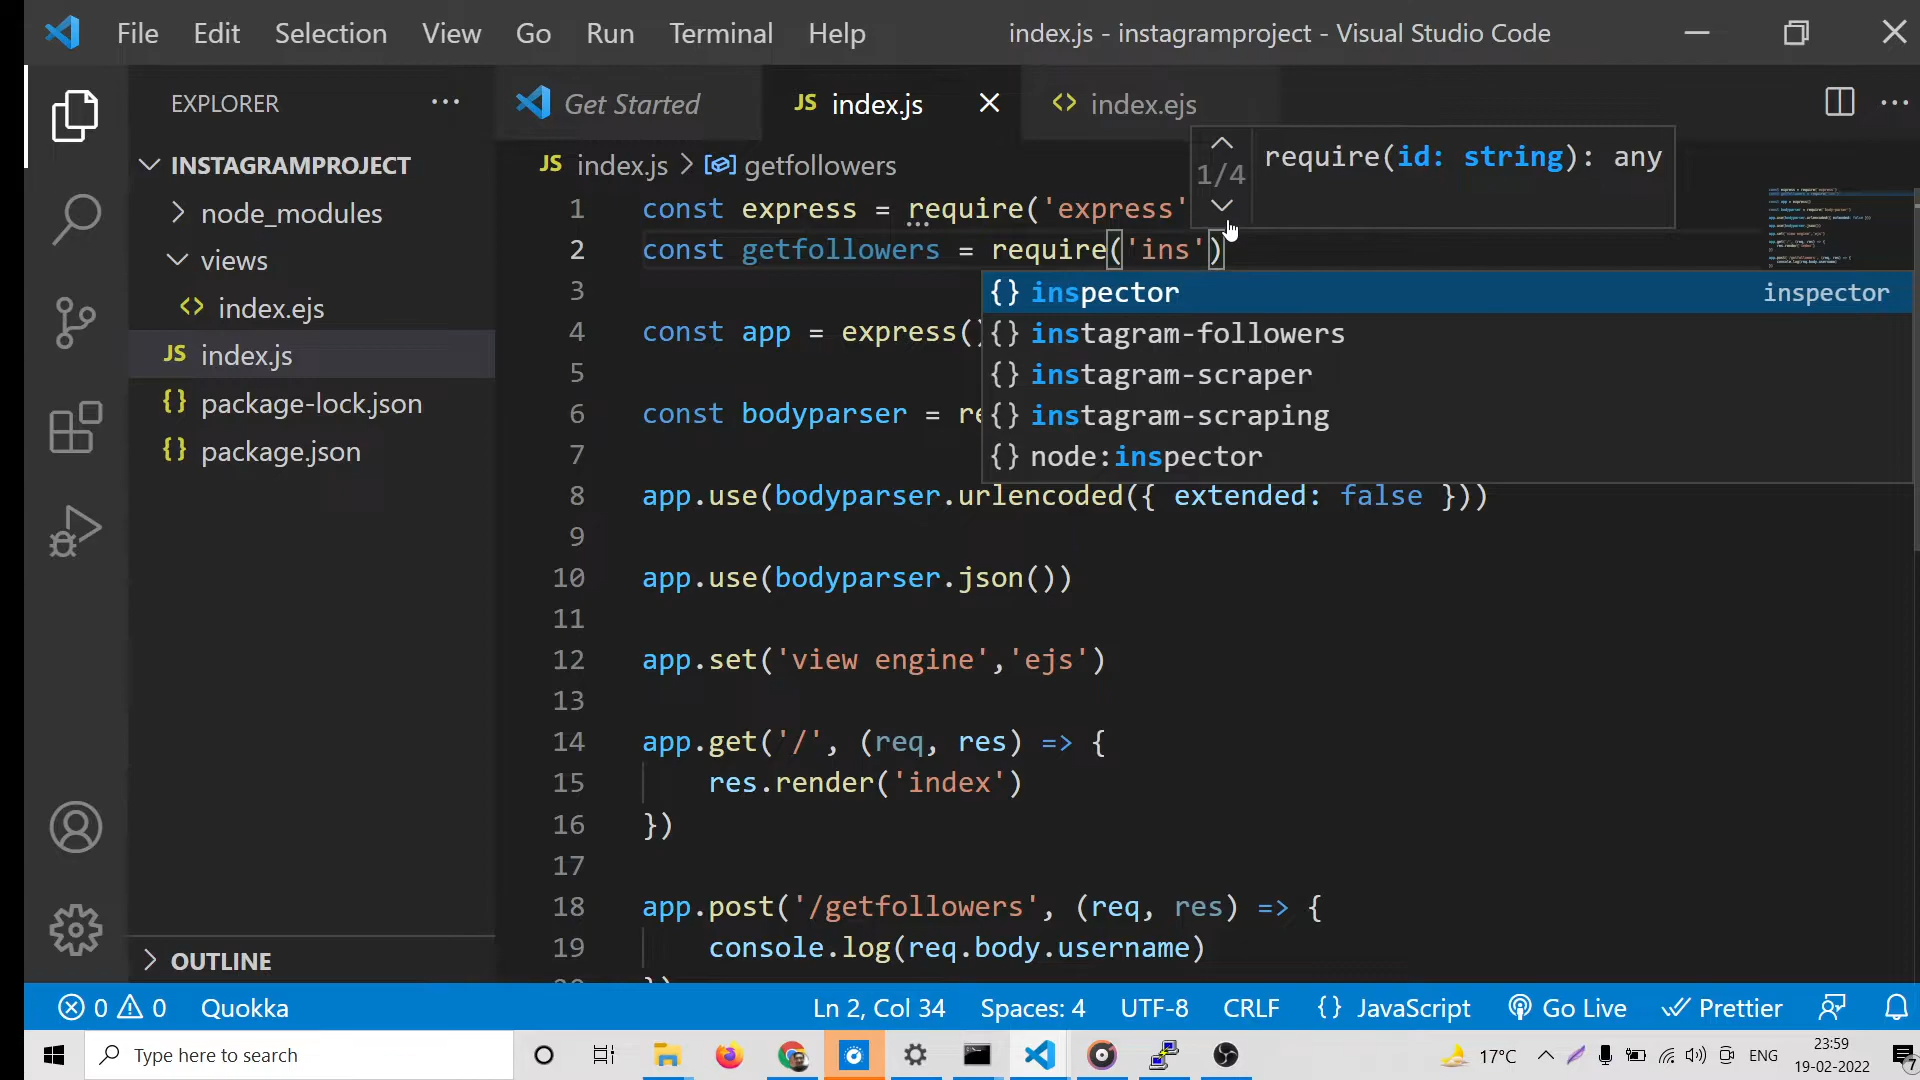 File Edit Selection View Go Run Terminal Help index.js - instagramproject - Visual Studio Code
EXPLORER
INSTAGRAMPROJECT
node_modules
views
index.ejs
JS index.js
package-lock.json
package.json
OUTLINE
Get Started
JS index.js
index.ejs
JS index.js > getfollowers
1/4
require(id: string): any
1 const express = require('express'
2 const getfollowers = require('ins')
3
4 const app = express()
5
6 const bodyparser = re
7
8 app.use(bodyparser.urlencoded({ extended: false }))
9
10 app.use(bodyparser.json())
11
12 app.set('view engine','ejs')
13
14 app.get('/', (req, res) => {
15 res.render('index')
16 })
17
18 app.post('/getfollowers', (req, res) => {
19 console.log(req.body.username)
{} inspector inspector
{} instagram-followers
{} instagram-scraper
{} instagram-scraping
{} node:inspector
0 0 Quokka Ln 2, Col 34 Spaces: 4 UTF-8 CRLF {} JavaScript Go Live Prettier
Type here to search
17°C ENG
23:59
19-02-2022
7